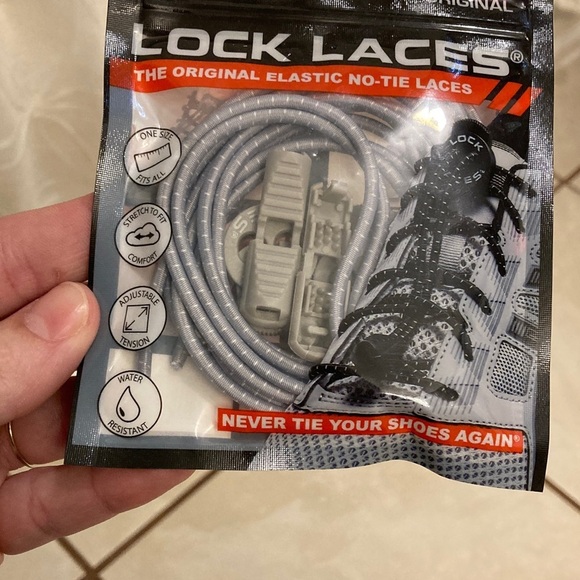 ORIGINAL
LOCK LACES®
THE ORIGINAL ELASTIC NO-TIE LACES
ONE SIZE
FITS ALL
STRETCH TO FIT
COMFORT
ADJUSTABLE
TENSION
WATER
RESISTANT
LOCK
LACES
NEVER TIE YOUR SHOES AGAIN®